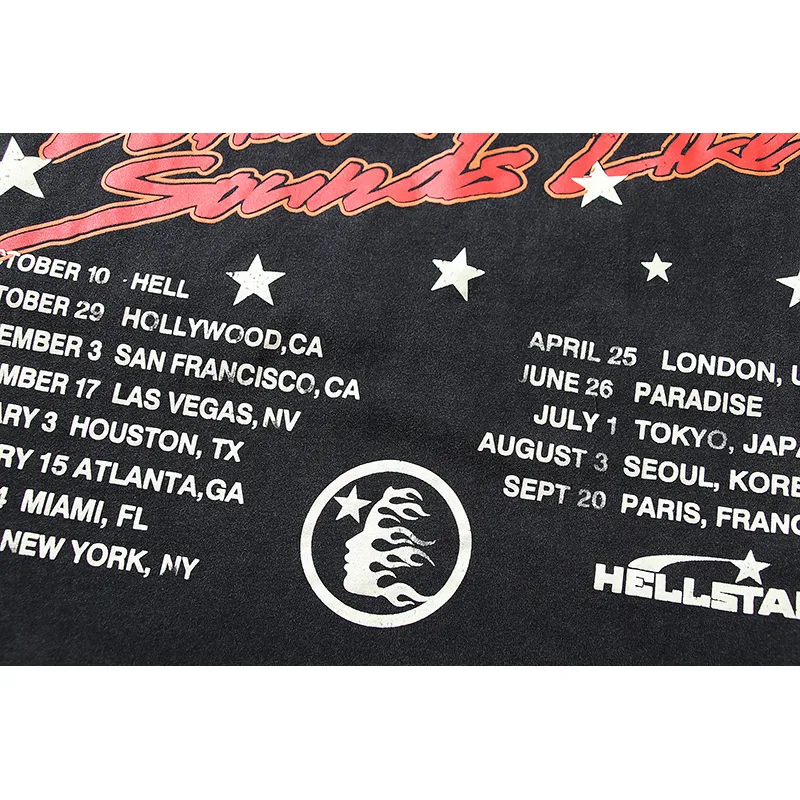 Sounds Like
TOBER 10 HELL
TOBER 29 HOLLYWOOD,CA
EMBER 3 SAN FRANCISCO, CA
MBER 17 LAS VEGAS, NV
ARY 3 HOUSTON, TX
RY 15 ATLANTA,GA
4 MIAMI, FL
NEW YORK, NY
APRIL 25 LONDON, U
JUNE 26 PARADISE
JULY 1 TOKYO, JAPA
AUGUST 3 SEOUL, KORE
SEPT 20 PARIS, FRANC
HELLSTA